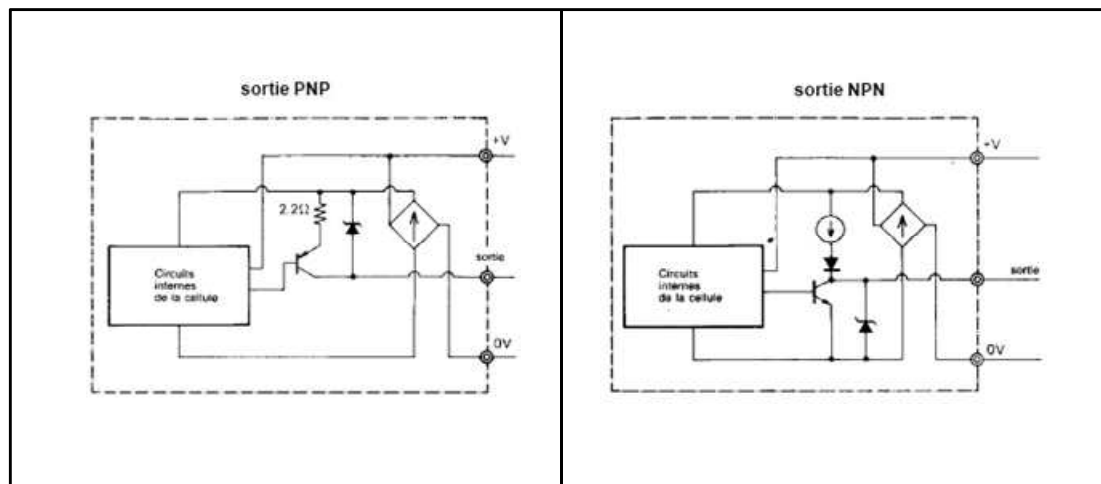 sortie PNP
+V
2.2Ω
sortie
Circuits
internes
de la cellule
0V
sortie NPN
+V
Circuits
internes
de la cellule
sortie
0V